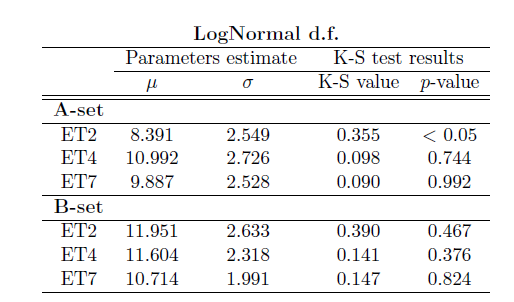 LogNormal d.f.
Parameters estimate K-S test results
μ σ K-S value p-value
A-set
ET2 8.391 2.549 0.355 < 0.05
ET4 10.992 2.726 0.098 0.744
ET7 9.887 2.528 0.090 0.992
B-set
ET2 11.951 2.633 0.390 0.467
ET4 11.604 2.318 0.141 0.376
ET7 10.714 1.991 0.147 0.824